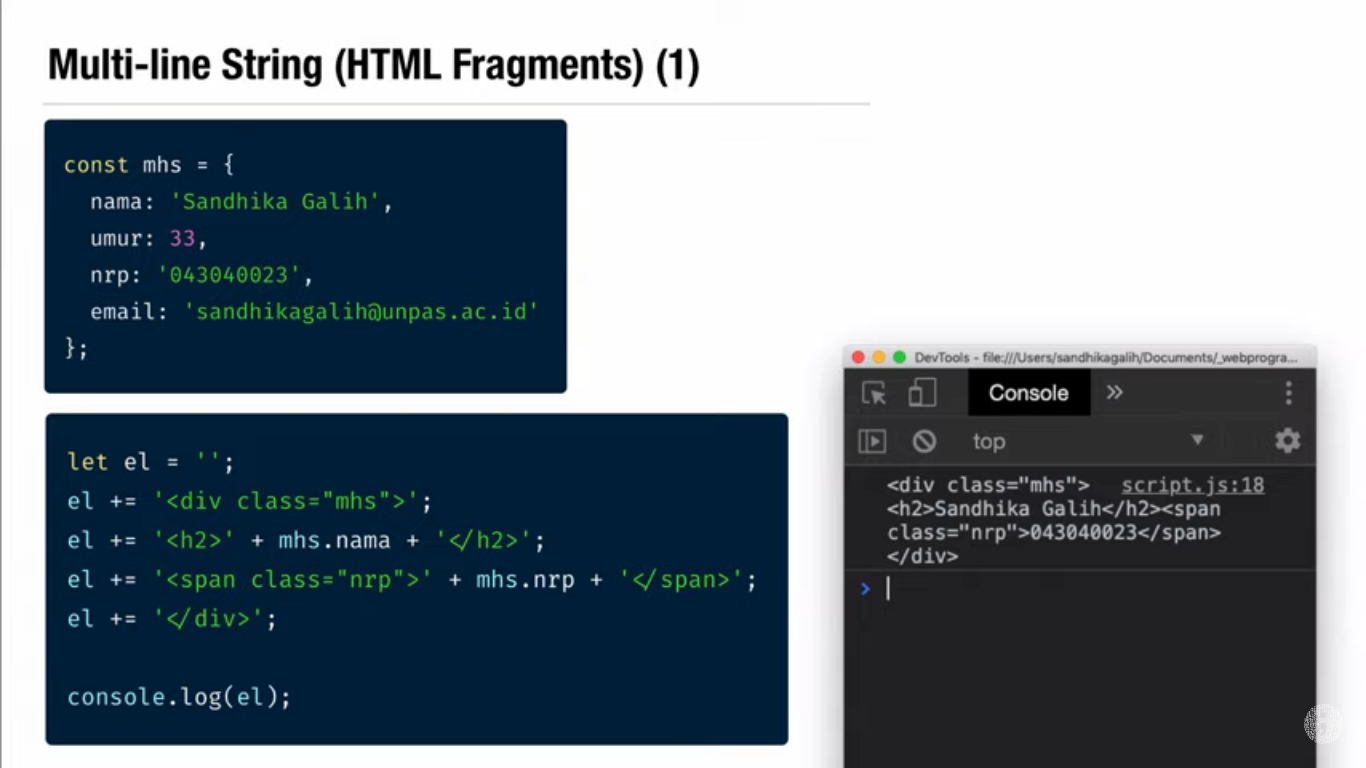 Multi-line String (HTML Fragments) (1)
const mhs = {
  nama: 'Sandhika Galih',
  umur: 33,
  nrp: '043040023',
  email: 'sandhikagalih@unpas.ac.id'
};
let el = '';
el += '<div class="mhs">';
el += '<h2>' + mhs.nama + '</h2>';
el += '<span class="nrp">' + mhs.nrp + '</span>';
el += '</div>';
console.log(el);
DevTools - file:///Users/sandhikagalih/Documents/_webprogra...
Console »
top
<div class="mhs"> script.js:18
<h2>Sandhika Galih</h2><span
class="nrp">043040023</span>
</div>
>